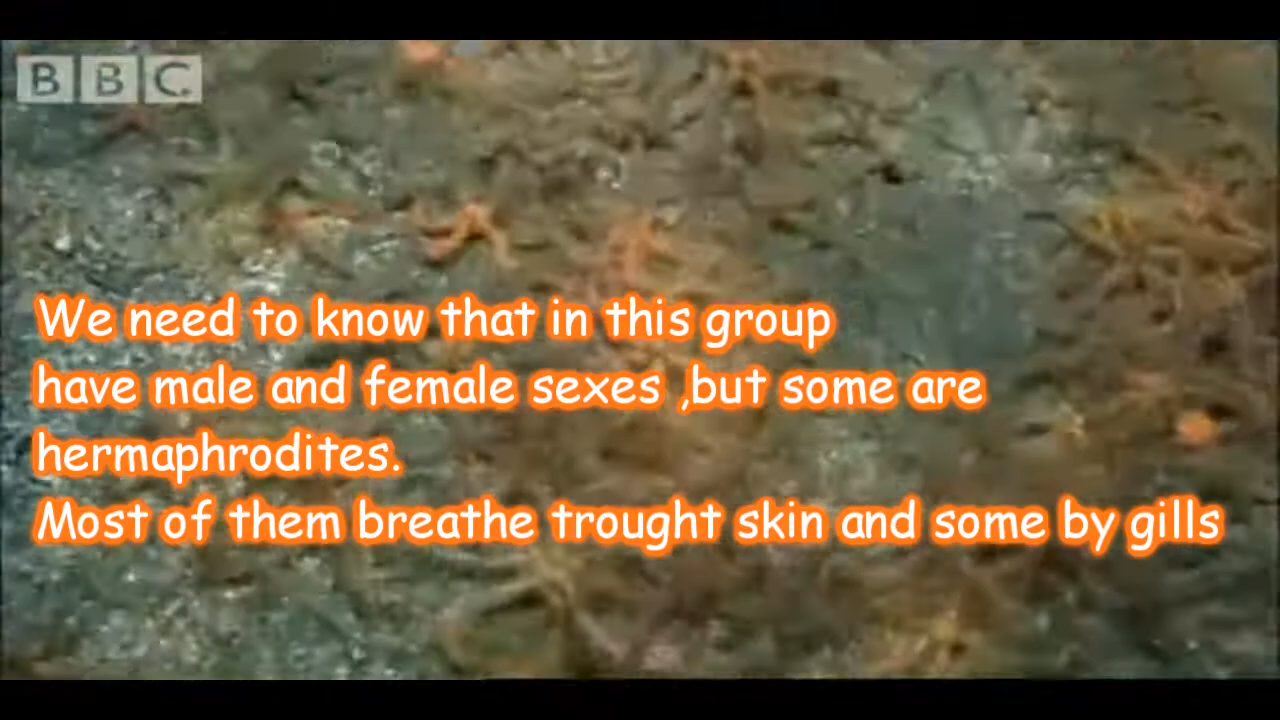 BBC
We need to know that in this group
have male and female sexes ,but some are
hermaphrodites.
Most of them breathe trought skin and some by gills